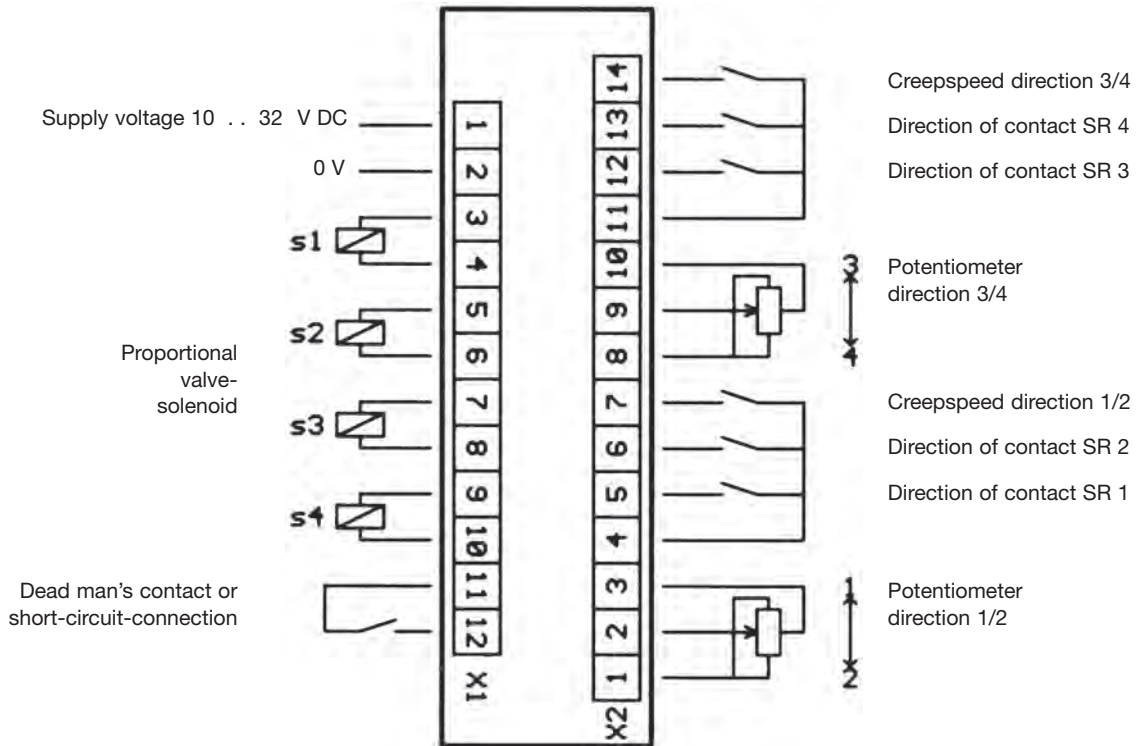 Supply voltage 10 . . 32 V DC
0 V
s1
s2
Proportional
valve-
solenoid
s3
s4
Dead man's contact or
short-circuit-connection
1
2
3
4
5
6
7
8
9
10
11
12
X1
14
13
12
11
10
9
8
7
6
5
4
3
2
1
X2
Creepspeed direction 3/4
Direction of contact SR 4
Direction of contact SR 3
3
4
Potentiometer
direction 3/4
Creepspeed direction 1/2
Direction of contact SR 2
Direction of contact SR 1
1
2
Potentiometer
direction 1/2